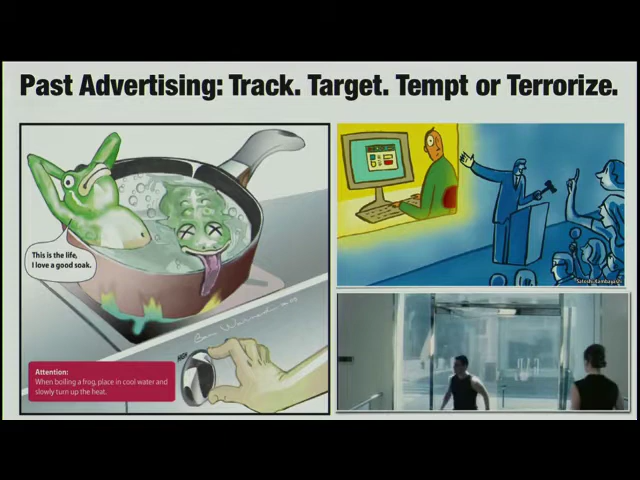 Past Advertising: Track. Target. Tempt or Terrorize.
This is the life,
I love a good soak.
Attention:
When boiling a frog, place in cool water and
slowly turn up the heat.